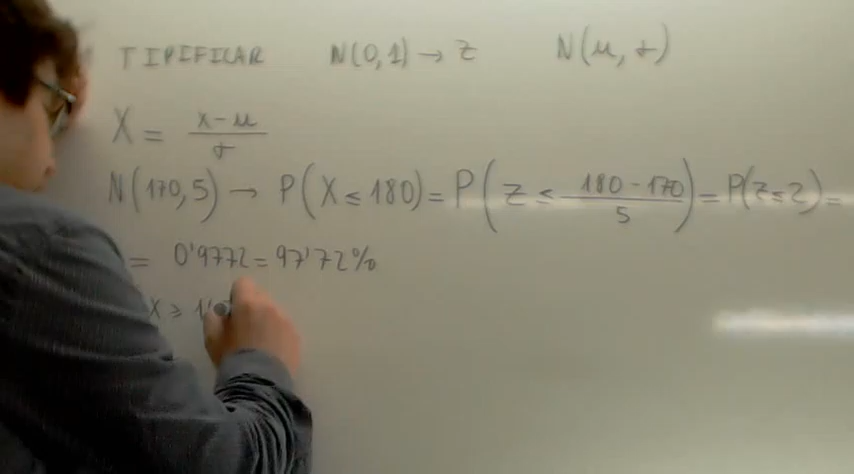 TIPIFICAR N(0,1) → Z N(μ, σ)
X = x-μ / σ
N(170,5) → P(X ≤ 180) = P(Z ≤ 180-170 / 5) = P(Z ≤ 2) =
= 0'9772 = 97'72%
X ≥